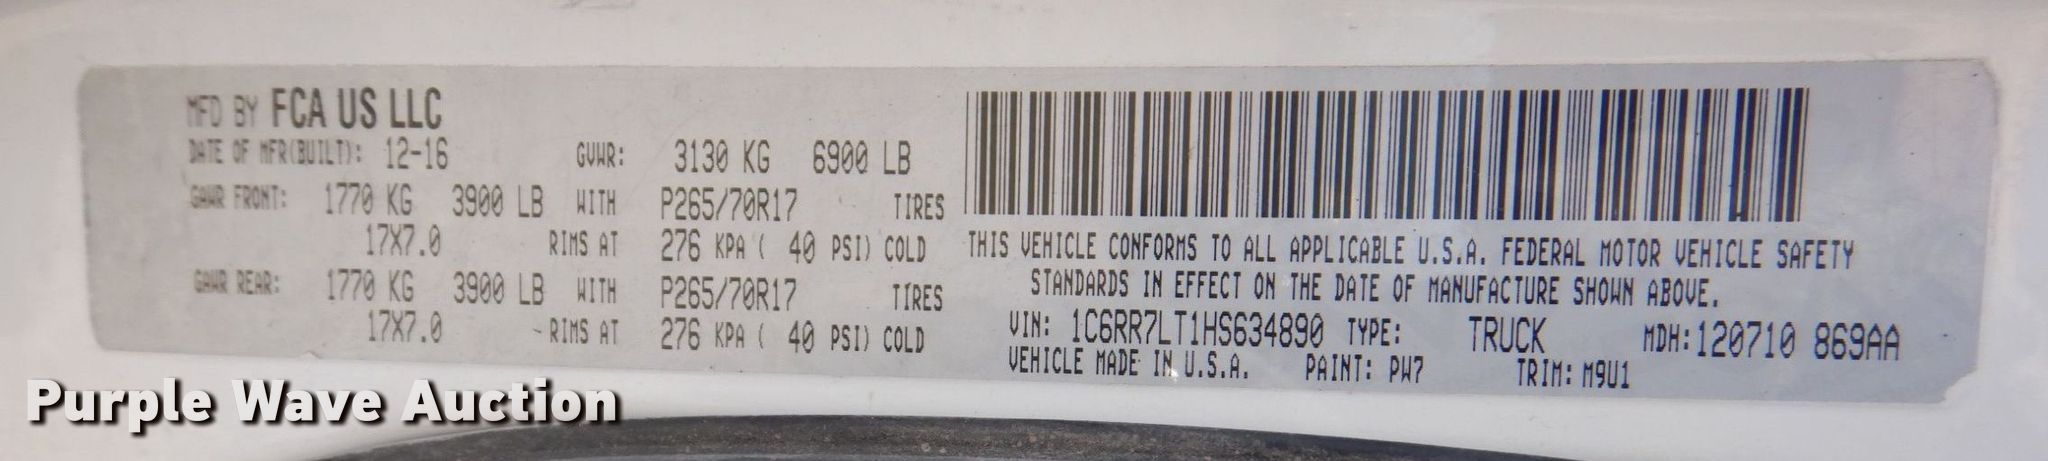 MFD BY FCA US LLC
DATE OF MFR(BUILT): 12-16 GVWR: 3130 KG 6900 LB
GAWR FRONT: 1770 KG 3900 LB WITH P265/70R17 TIRES
17X7.0 RIMS AT 276 KPA ( 40 PSI) COLD
GAWR REAR: 1770 KG 3900 LB WITH P265/70R17 TIRES
17X7.0 RIMS AT 276 KPA ( 40 PSI) COLD
THIS VEHICLE CONFORMS TO ALL APPLICABLE U.S.A. FEDERAL MOTOR VEHICLE SAFETY
STANDARDS IN EFFECT ON THE DATE OF MANUFACTURE SHOWN ABOVE.
VIN: 1C6RR7LT1HS634890 TYPE: TRUCK MDH:120710 869AA
VEHICLE MADE IN U.S.A. PAINT: PW7 TRIM: M9U1
Purple Wave Auction